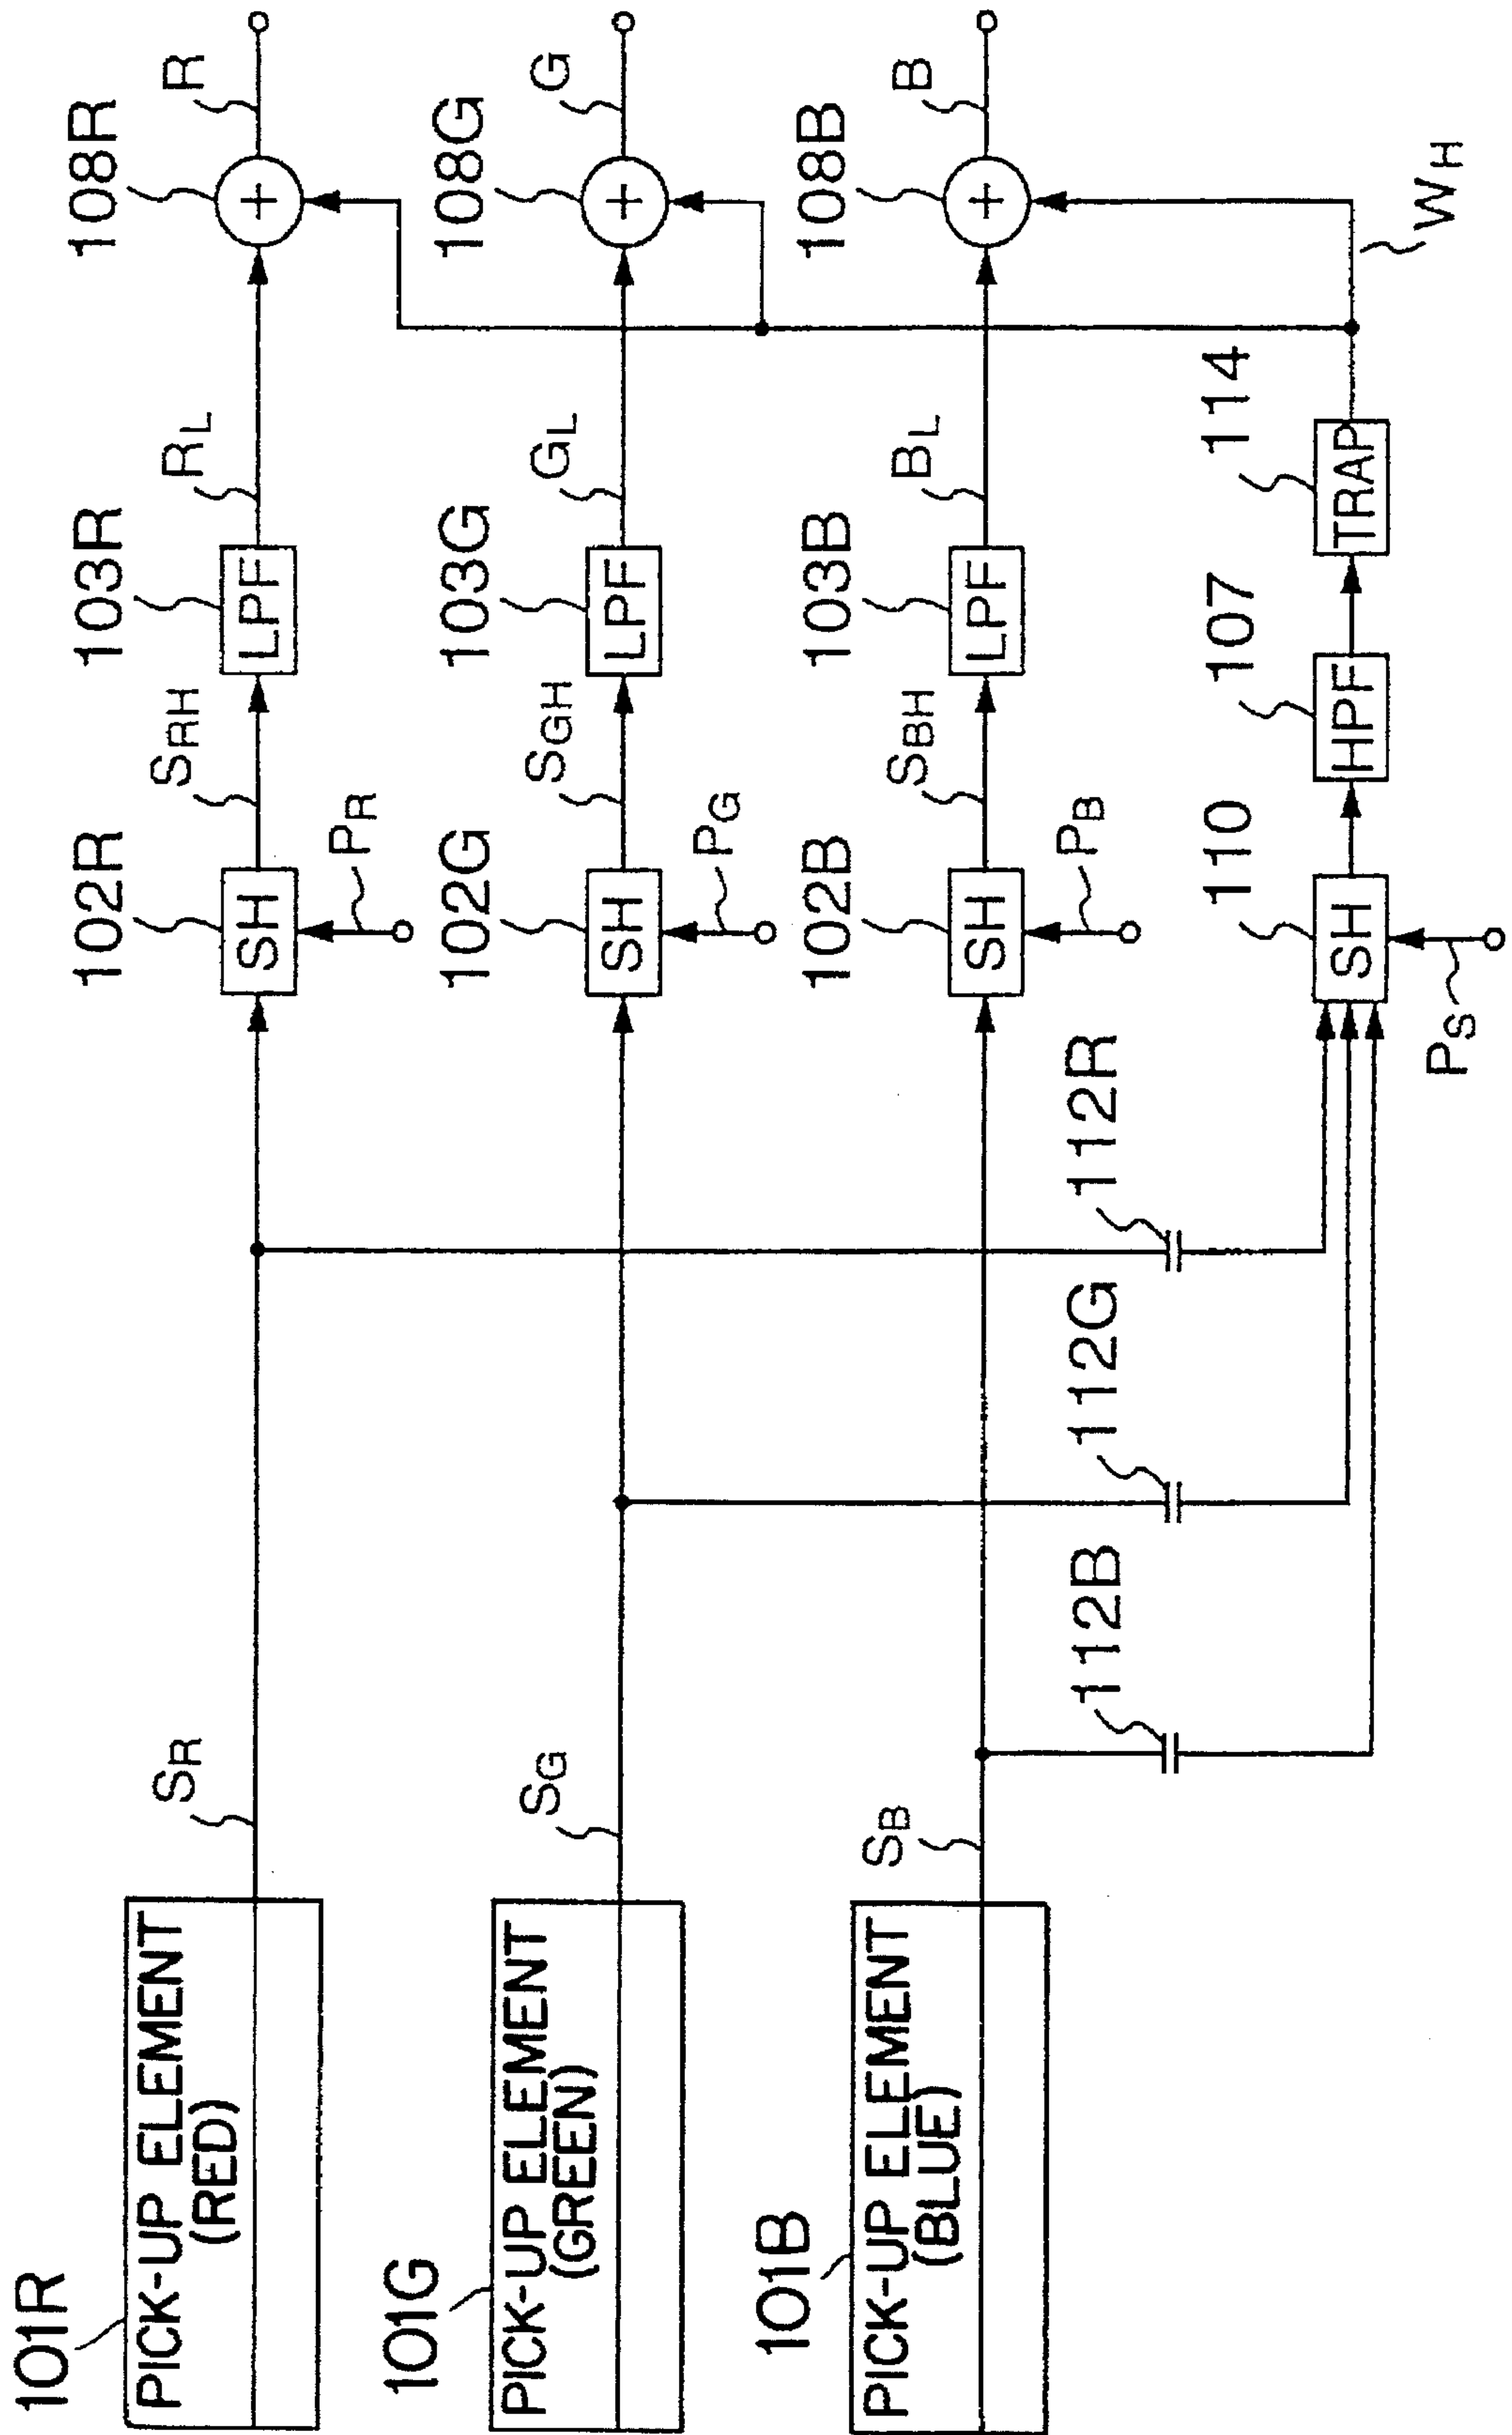 101R
PICK-UP ELEMENT
(RED)
SR
102R
SH
PR
SRH
103R
LPF
RL
108R
+
R
101G
PICK-UP ELEMENT
(GREEN)
SG
102G
SH
PG
SGH
103G
LPF
GL
108G
+
G
101B
PICK-UP ELEMENT
(BLUE)
SB
102B
SH
PB
SBH
103B
LPF
BL
108B
+
B
112B
112G
112R
110
SH
PS
107
HPF
114
TRAP
WH